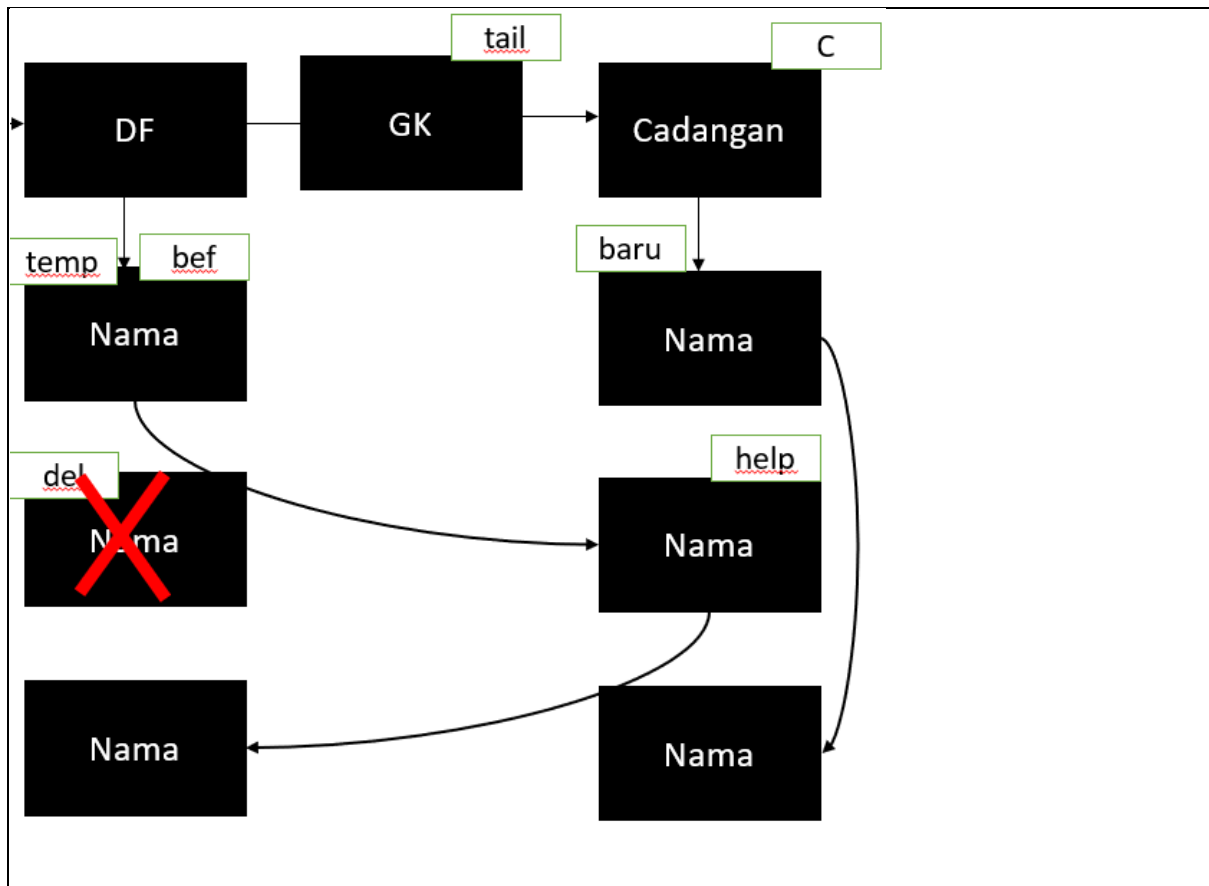 tail
C
DF
GK
Cadangan
temp
bef
baru
Nama
Nama
del
help
Nama
Nama
Nama
Nama